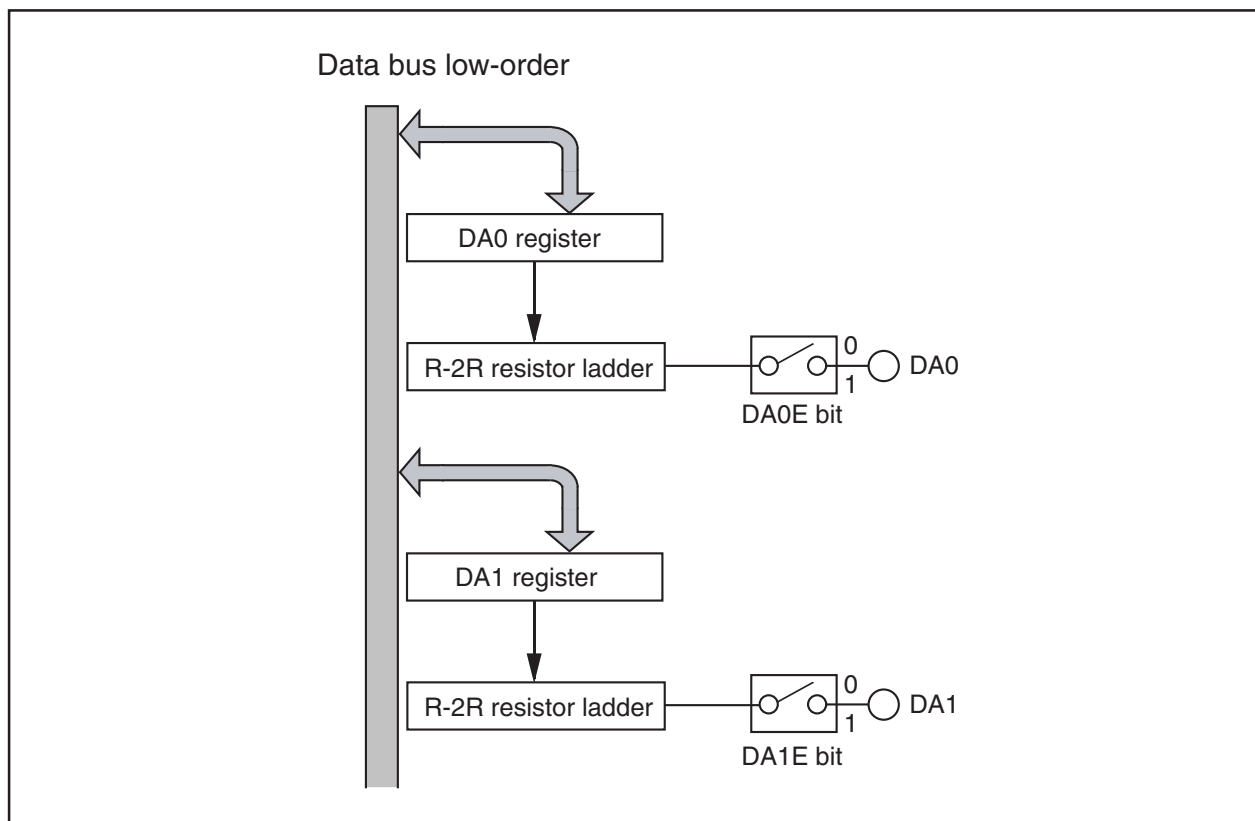 Data bus low-order
DA0 register
R-2R resistor ladder
0
1
DA0
DA0E bit
DA1 register
R-2R resistor ladder
0
1
DA1
DA1E bit